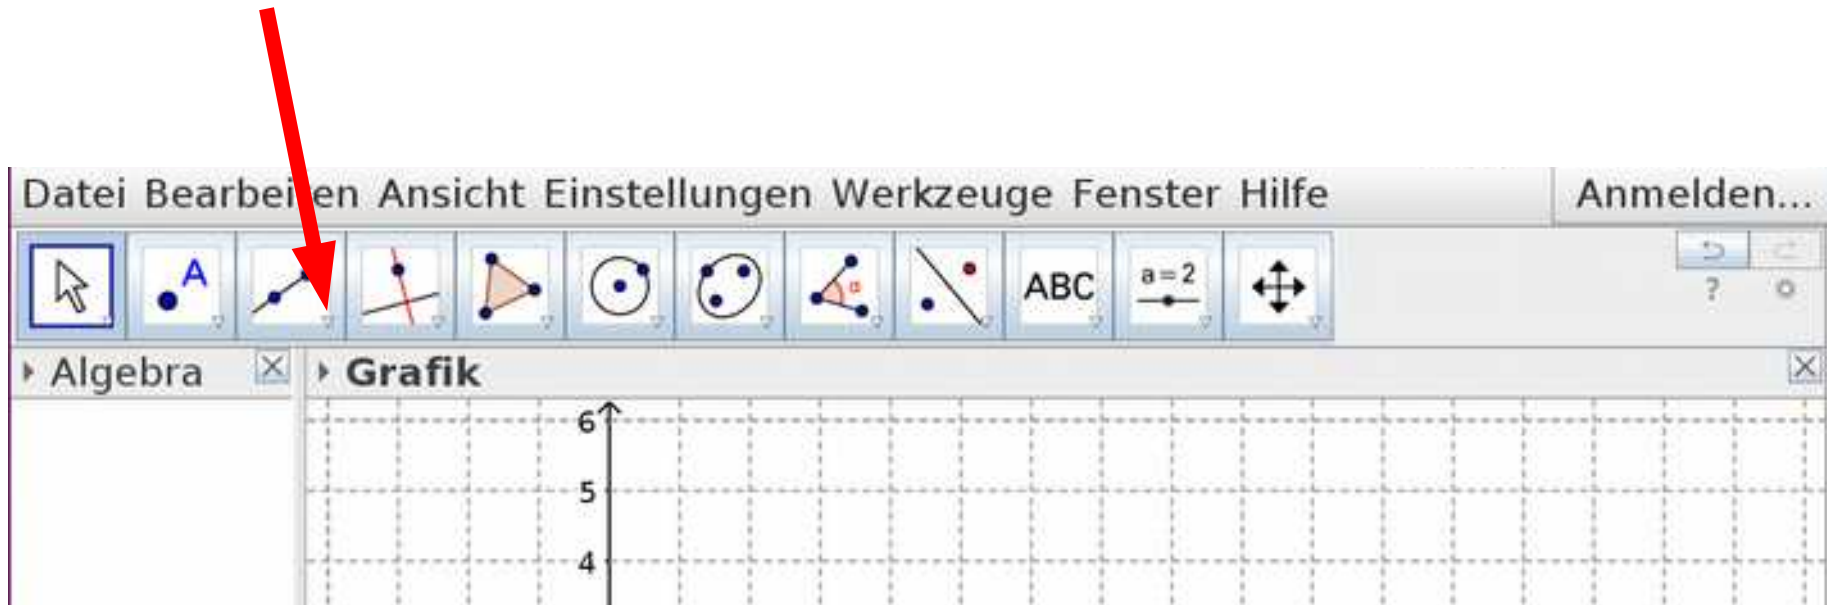 Datei Bearbeiten Ansicht Einstellungen Werkzeuge Fenster Hilfe Anmelden...
A α ABC a=2 ?
Algebra Grafik
6
5
4